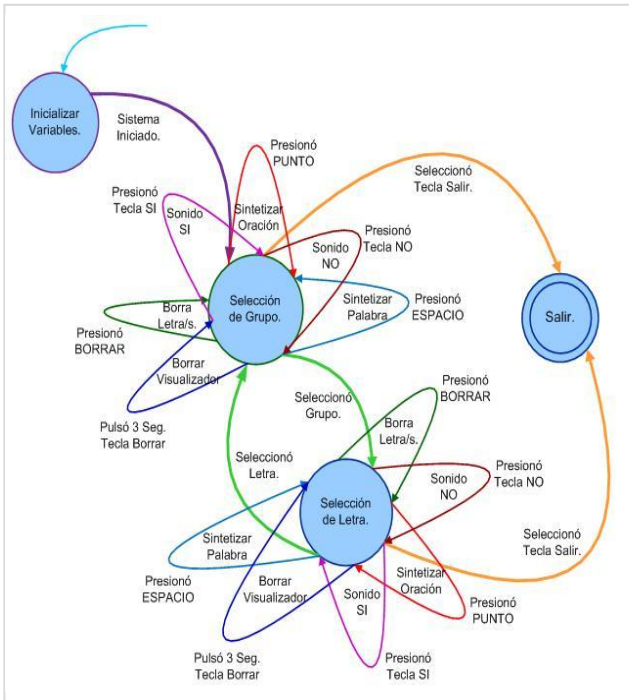 Inicializar
Variables.
Sistema
Iniciado.
Presionó
PUNTO
Seleccionó
Tecla Salir.
Presionó
Tecla SI
Sonido
SI
Sintetizar
Oración
Sonido
NO
Presionó
Tecla NO
Selección
de Grupo.
Sintetizar
Palabra
Presionó
ESPACIO
Salir.
Borra
Letra/s.
Presionó
BORRAR
Borrar
Visualizador
Pulsó 3 Seg.
Tecla Borrar
Seleccionó
Grupo.
Presionó
BORRAR
Borra
Letra/s.
Seleccionó
Letra.
Sonido
NO
Presionó
Tecla NO
Selección
de Letra.
Sintetizar
Palabra
Seleccionó
Tecla Salir.
Presionó
ESPACIO
Borrar
Visualizador
Sonido
SI
Sintetizar
Oración
Presionó
PUNTO
Pulsó 3 Seg.
Tecla Borrar
Presionó
Tecla SI